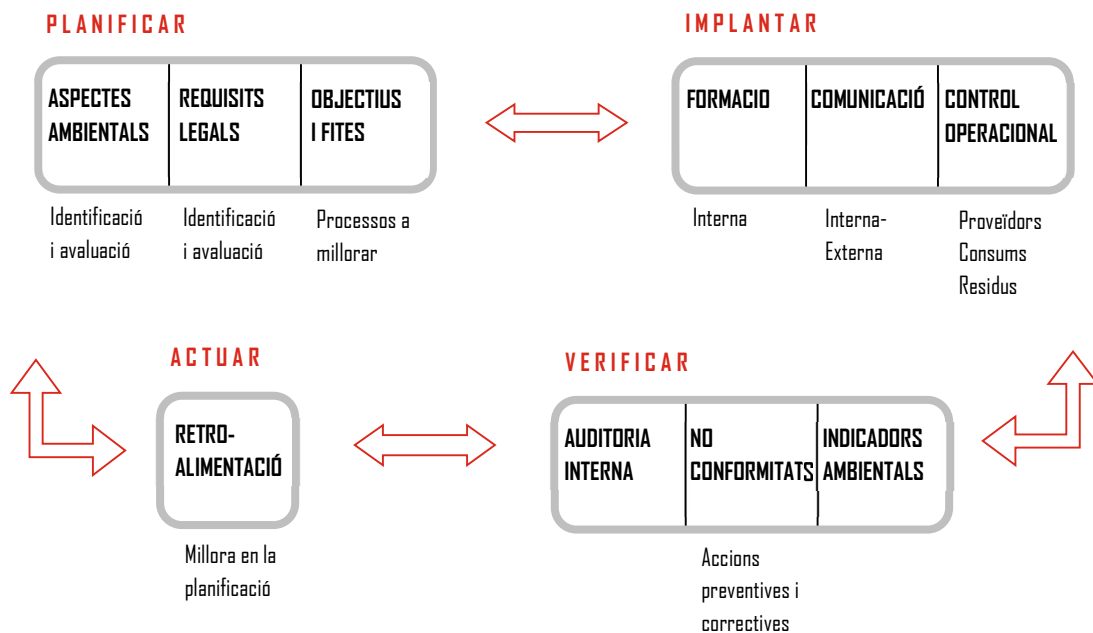 PLANIFICAR
ASPECTES
AMBIENTALS
REQUISITS
LEGALS
OBJECTIUS
I FITES
Identificació
i avaluació
Identificació
i avaluació
Processos a
millorar
IMPLANTAR
FORMACIO
COMUNICACIÓ
CONTROL
OPERACIONAL
Interna
Interna-
Externa
Proveïdors
Consums
Residus
ACTUAR
RETRO-
ALIMENTACIÓ
Millora en la
planificació
VERIFICAR
AUDITORIA
INTERNA
NO
CONFORMITATS
INDICADORS
AMBIENTALS
Accions
preventives i
correctives